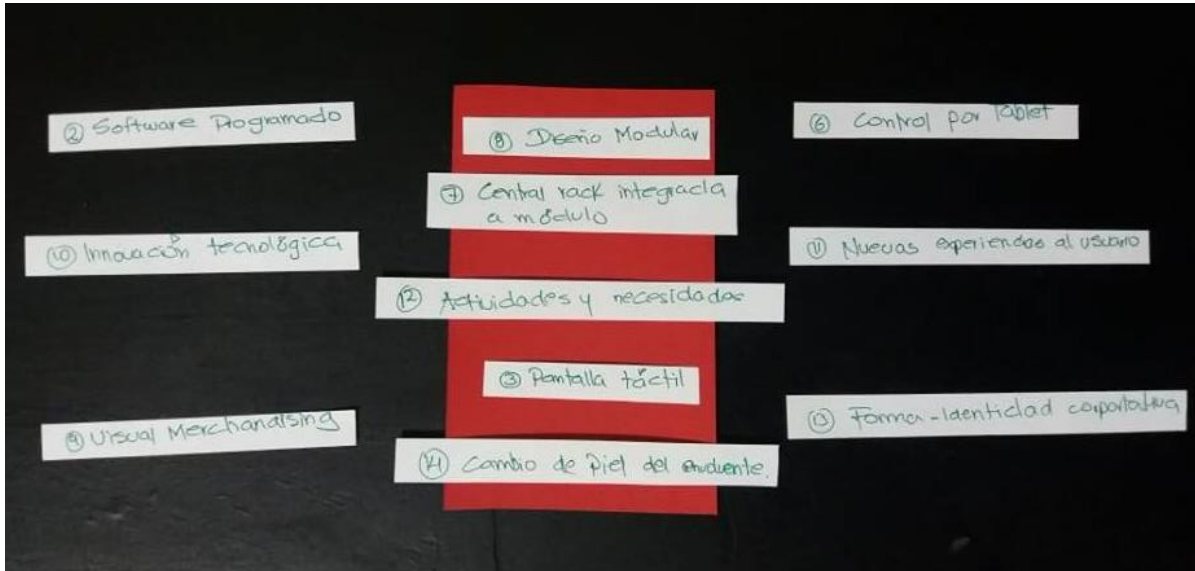 ② Software Programado
⑩ Innovación tecnológica
⑨ Visual Merchandising
⑧ Diseño Modular
⑦ Central rack integrada
a módulo
⑫ Actividades y necesidades
③ Pantalla táctil
⑭ Cambio de Piel del
⑥ Control por Tablet
⑪ Nuevas experiencias al usuario
⑬ Forma-Identidad corporativa